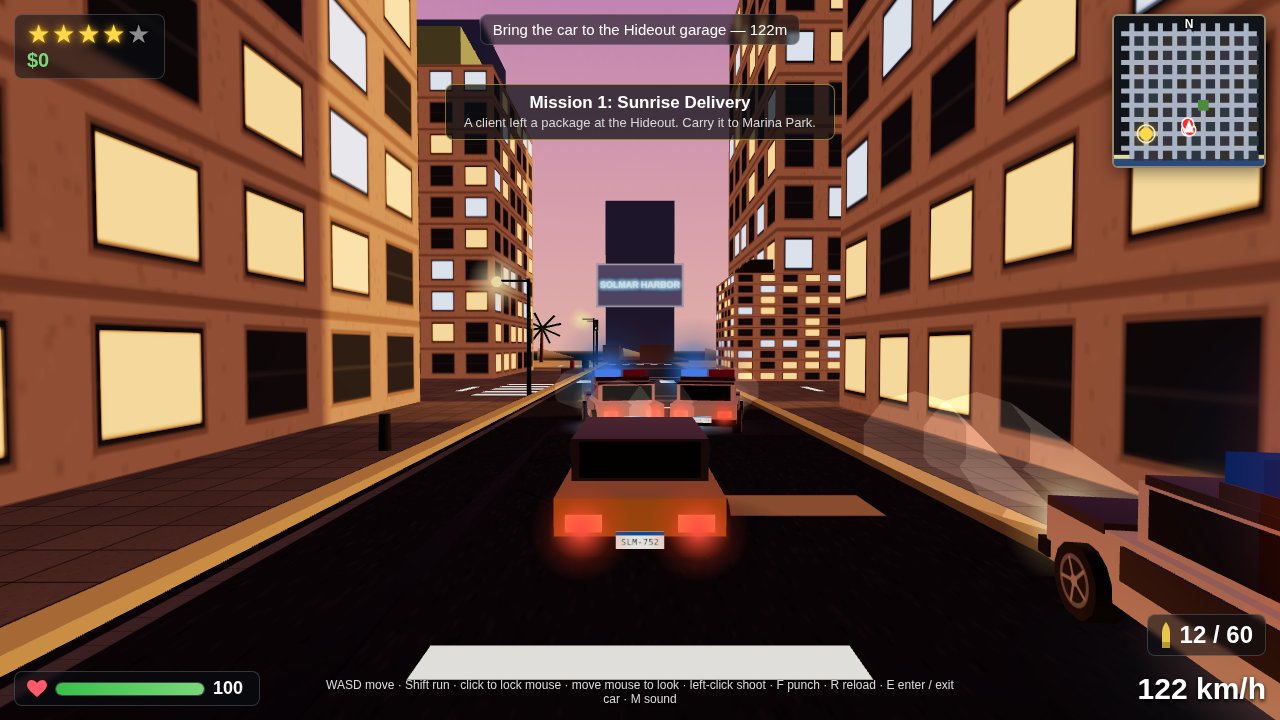 $0
Bring the car to the Hideout garage — 122m
N
Mission 1: Sunrise Delivery
A client left a package at the Hideout. Carry it to Marina Park.
SOLMAR HARBOR
SLM-752
12 / 60
100
WASD move · Shift run · click to lock mouse · move mouse to look · left-click shoot · F punch · R reload · E enter / exit
car · M sound
122 km/h